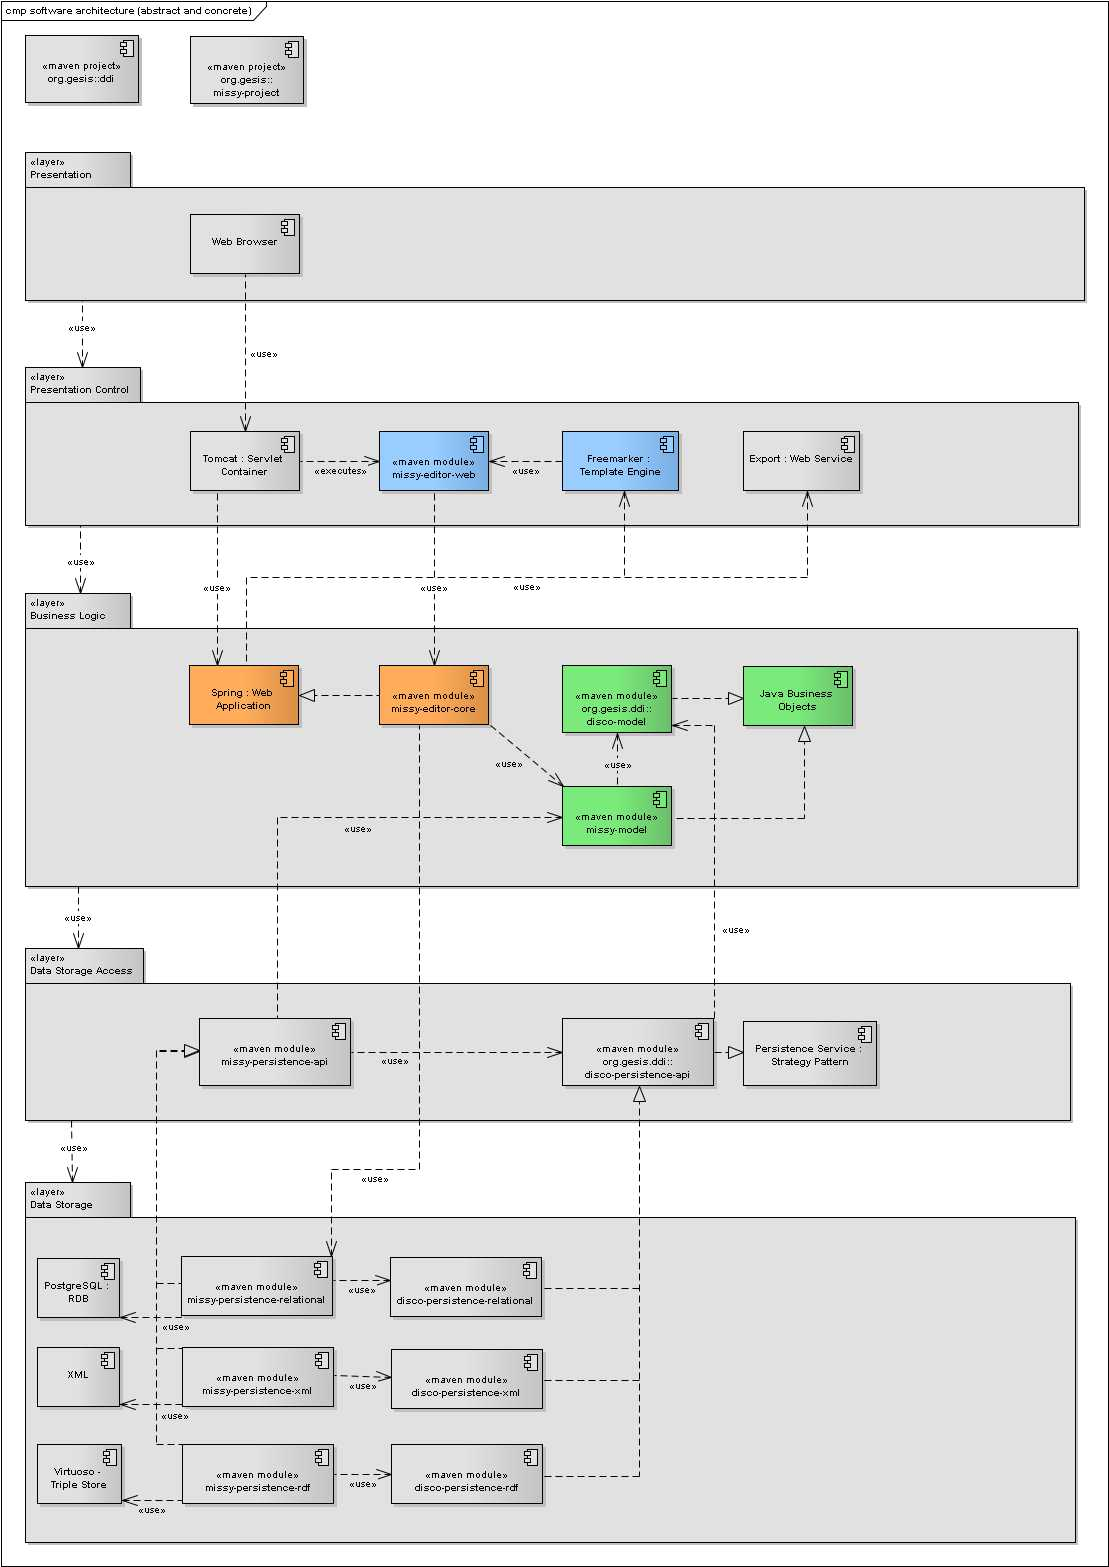 cmp software architecture (abstract and concrete)
«maven project»
org.gesis::ddi
«maven project»
org.gesis::
missy-project
«layer»
Presentation
Web Browser
«use»
«use»
«layer»
Presentation Control
Tomcat : Servlet
Container
«executes»
«maven module»
missy-editor-web
«use»
Freemarker :
Template Engine
Export : Web Service
«use»
«use»
«use»
«use»
«layer»
Business Logic
Spring : Web
Application
«maven module»
missy-editor-core
«maven module»
org.gesis.ddi::
disco-model
Java Business
Objects
«use»
«use»
«maven module»
missy-model
«use»
«use»
«use»
«layer»
Data Storage Access
«maven module»
missy-persistence-api
«use»
«maven module»
org.gesis.ddi::
disco-persistence-api
Persistence Service :
Strategy Pattern
«use»
«use»
«layer»
Data Storage
PostgreSQL :
RDB
«maven module»
missy-persistence-relational
«use»
«maven module»
disco-persistence-relational
«use»
XML
«maven module»
missy-persistence-xml
«use»
«maven module»
disco-persistence-xml
«use»
Virtuoso -
Triple Store
«maven module»
missy-persistence-rdf
«use»
«maven module»
disco-persistence-rdf
«use»